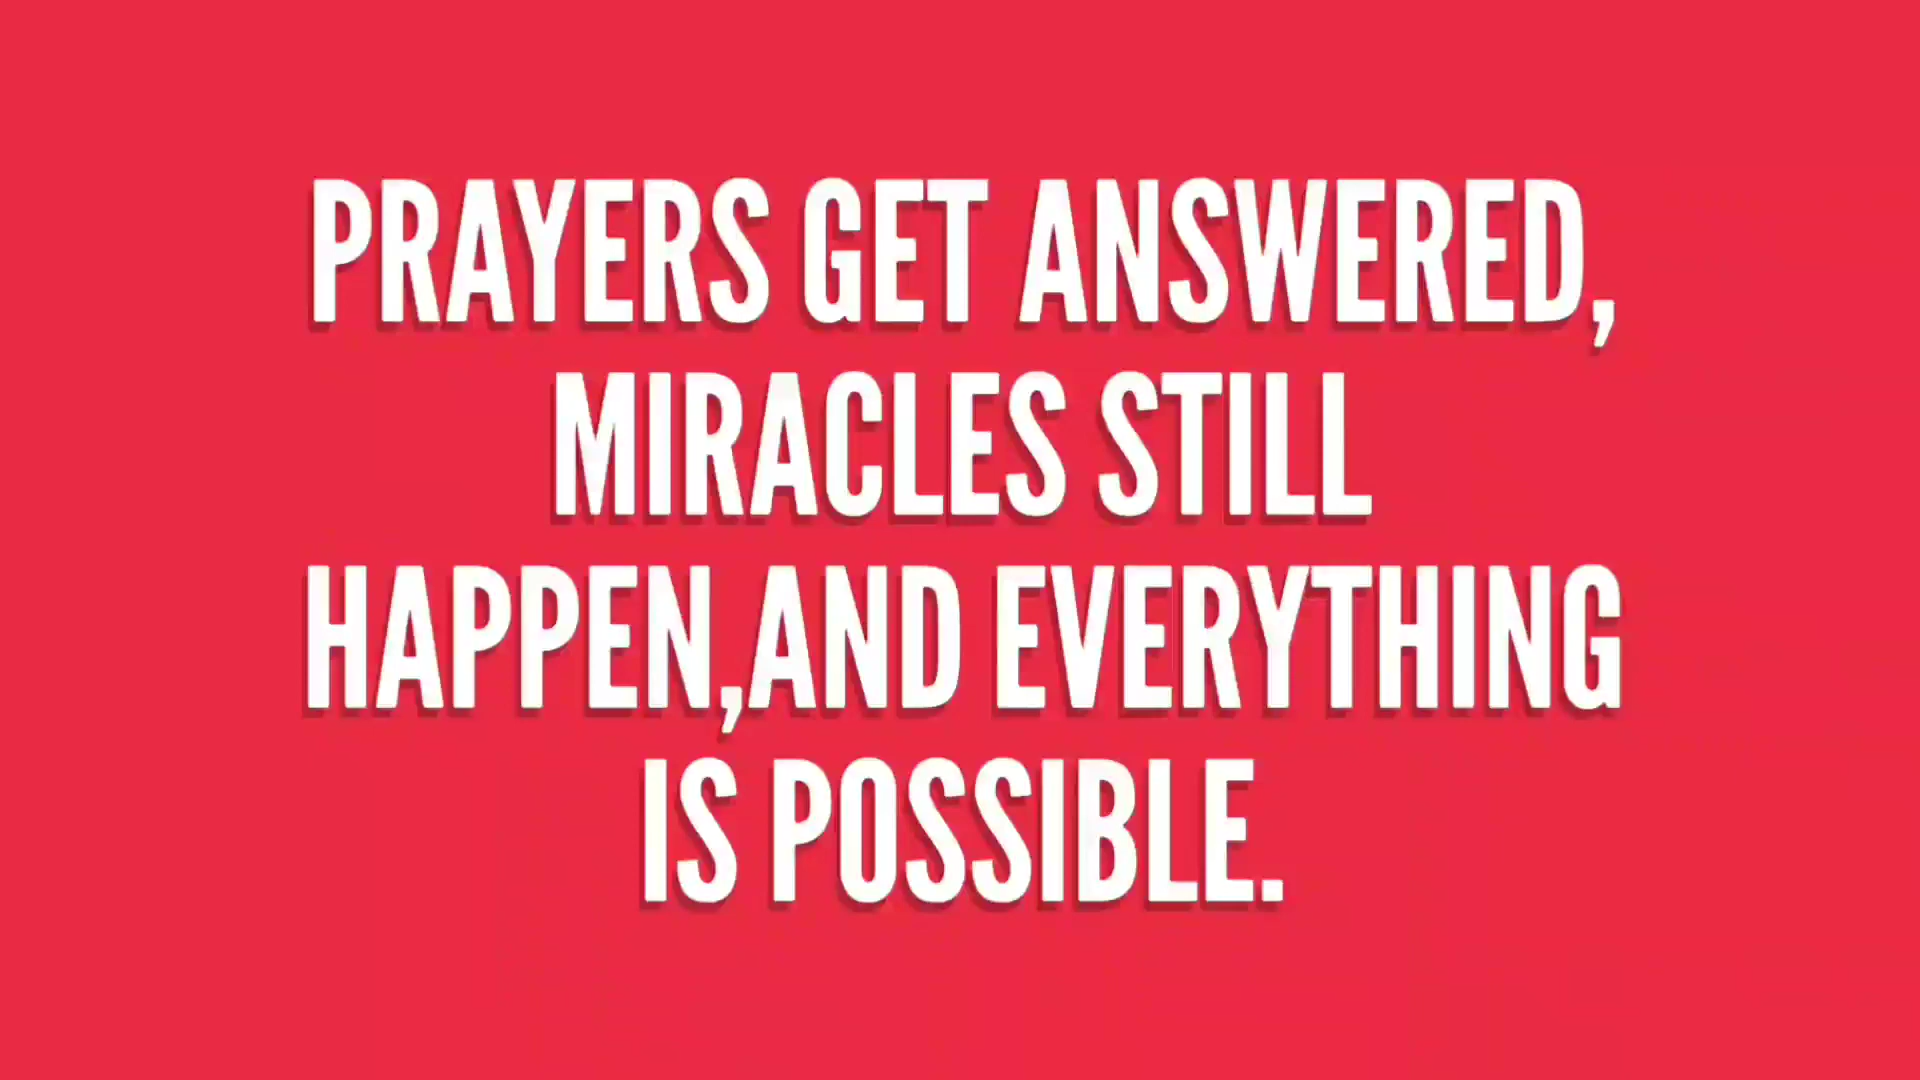 PRAYERS GET ANSWERED,
MIRACLES STILL
HAPPEN,AND EVERYTHING
IS POSSIBLE.